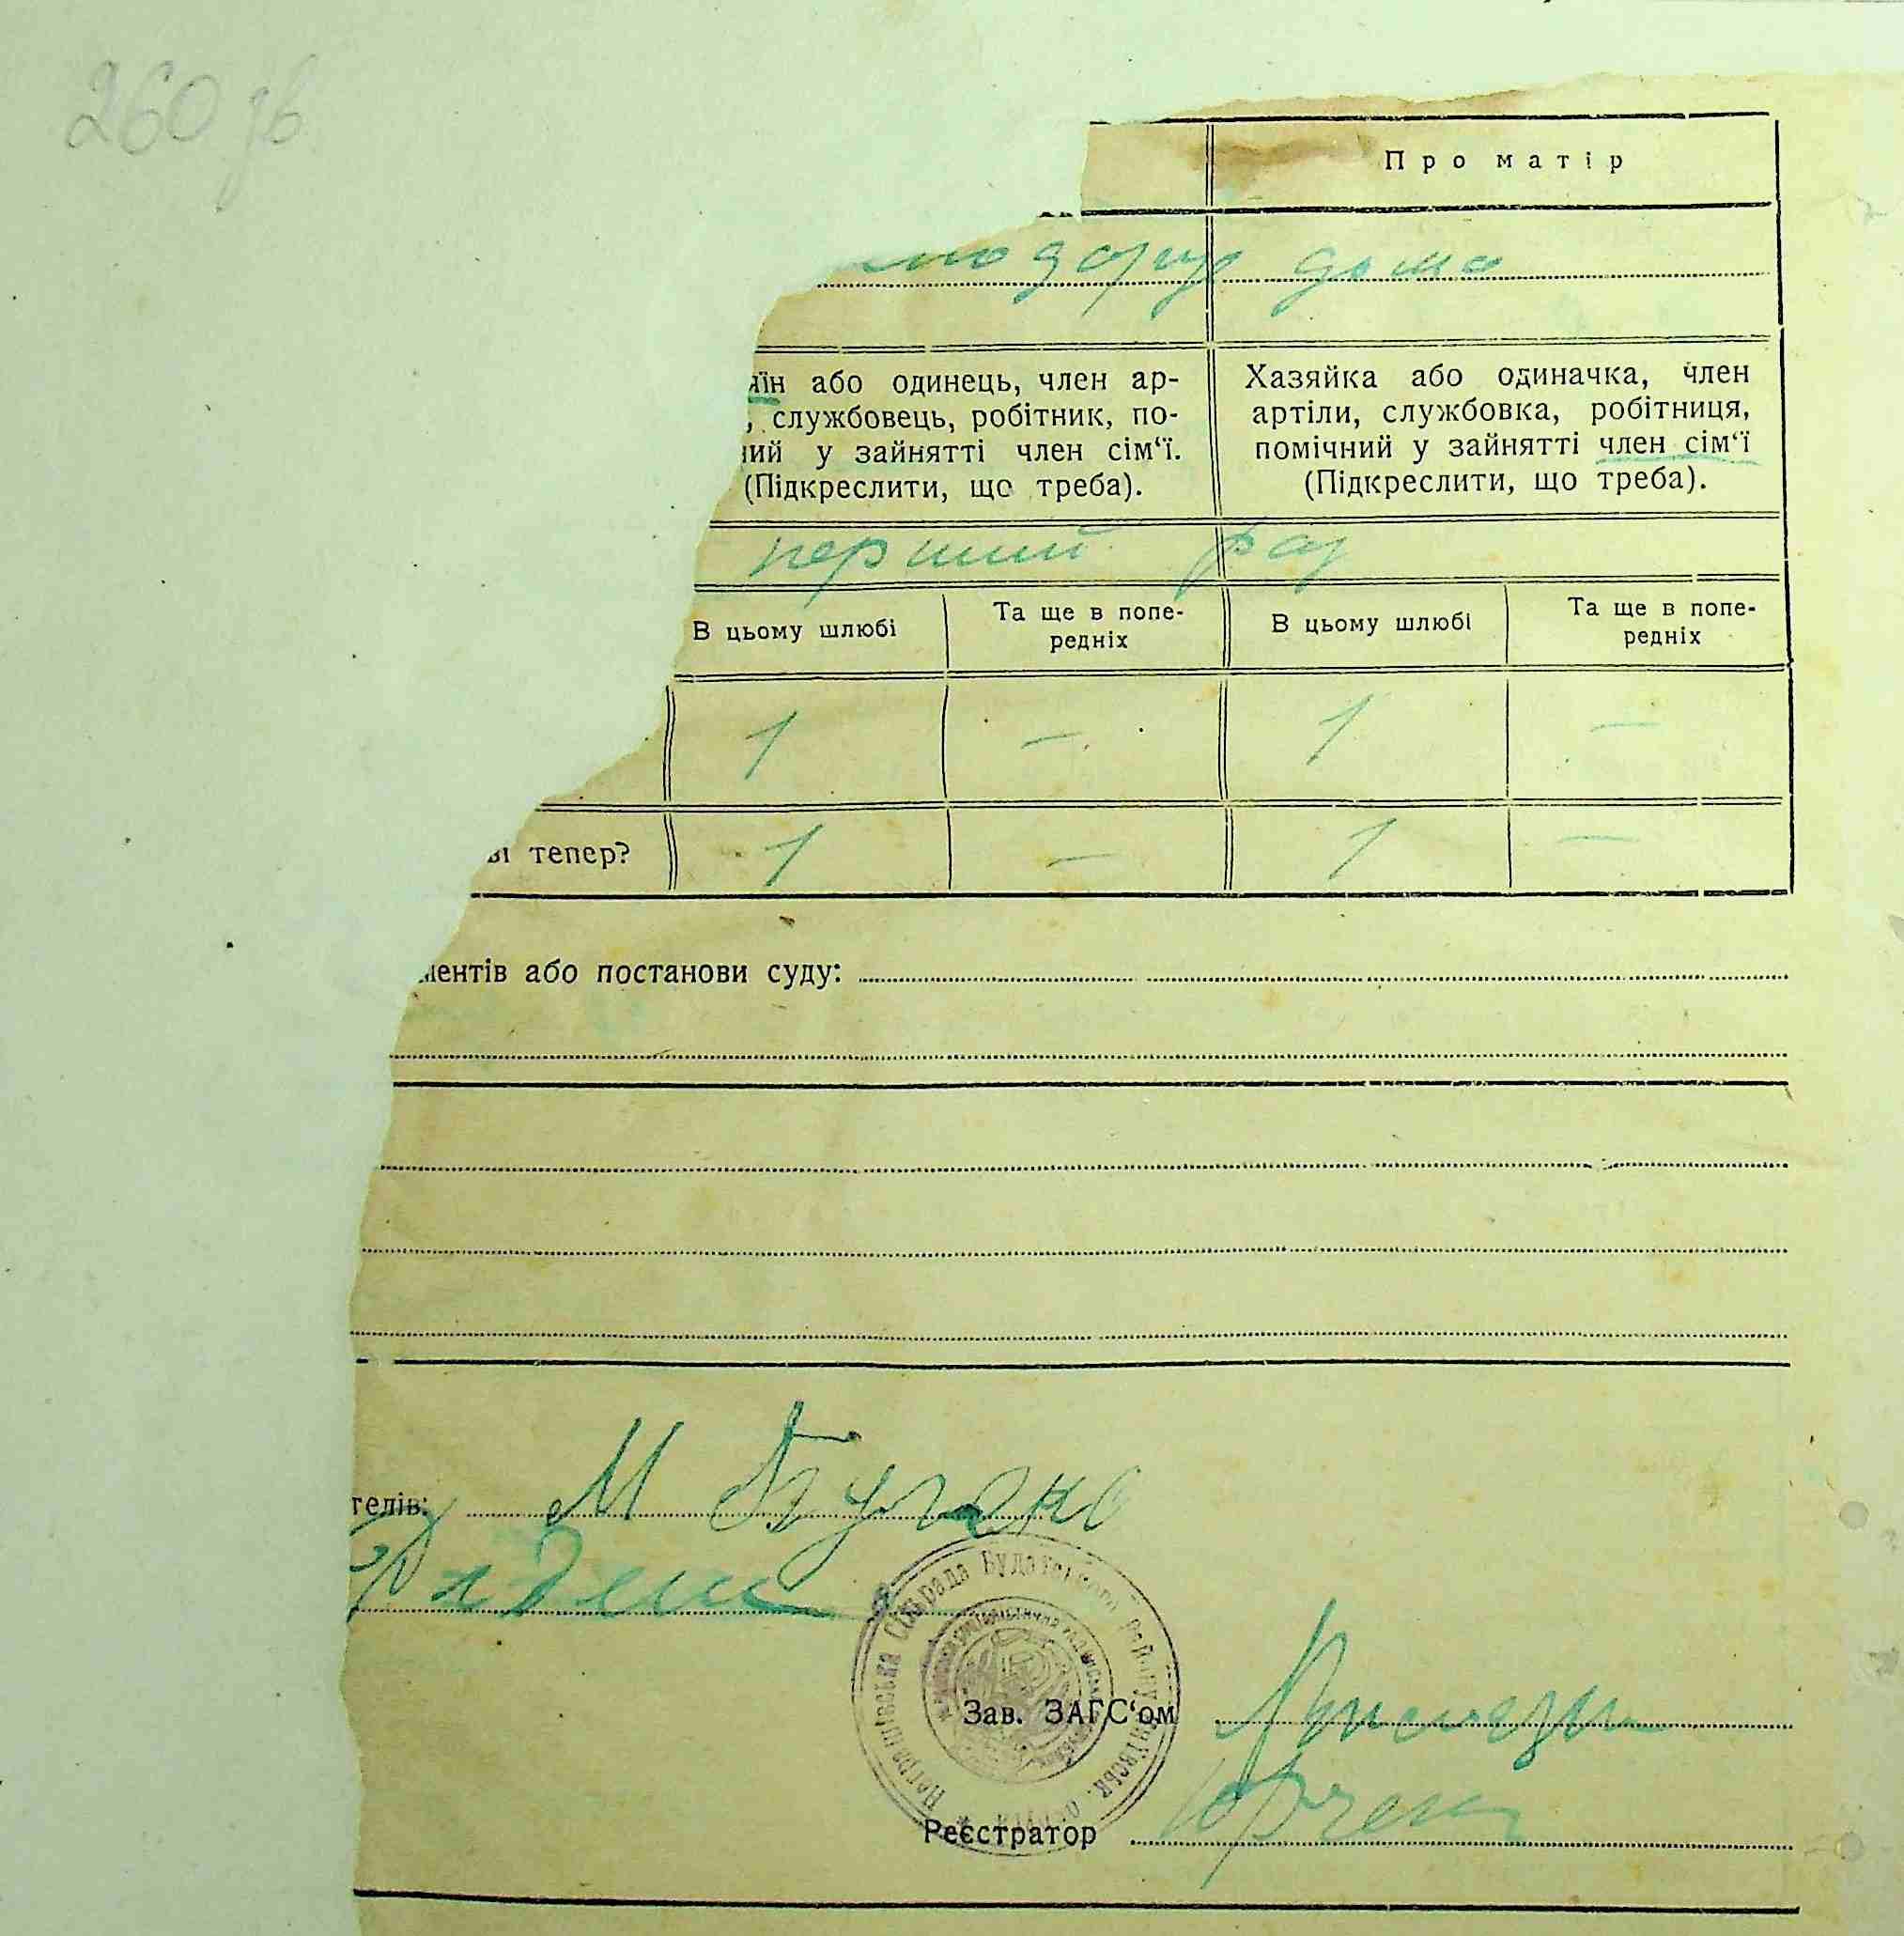 260 зв
Про матір
дома
їн або одинець, член ар-
, службовець, робітник, по-
ий у зайнятті член сім‘ї.
(Підкреслити, що треба).
Хазяйка або одиначка, член
артіли, службовка, робітниця,
помічний у зайнятті член сім‘ї
(Підкреслити, що треба).
перший раз
В цьому шлюбі
Та ще в попе-
редніх
В цьому шлюбі
Та ще в попе-
редніх
1 — 1 —
ві тепер? 1 — 1 —
ментів або постанови суду:
телів: М
Сільрада
Зав. ЗАГС‘ом
Реєстратор